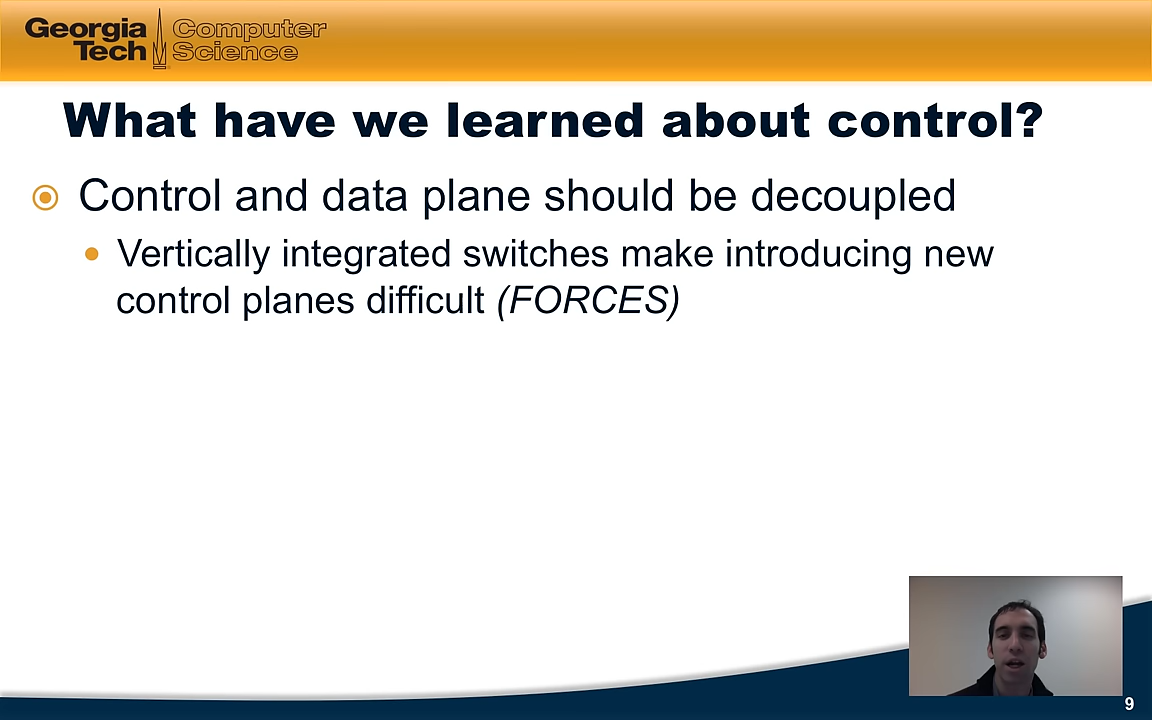 Georgia Tech Computer Science
What have we learned about control?
Control and data plane should be decoupled
Vertically integrated switches make introducing new
control planes difficult (FORCES)
9